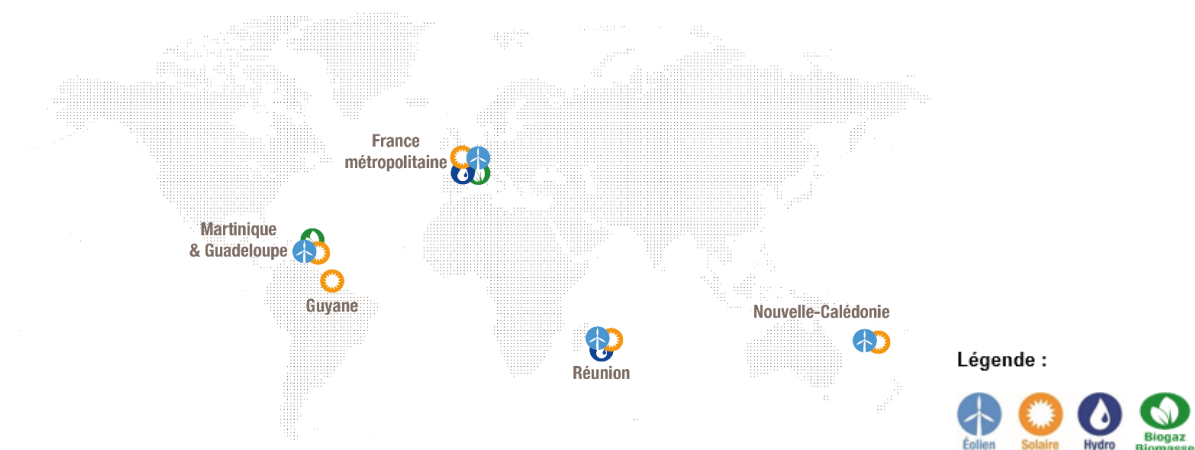 France
métropolitaine
Martinique
& Guadeloupe
Guyane
Nouvelle-Calédonie
Réunion
Légende :
Éolien
Solaire
Hydro
Biogaz
Biomasse